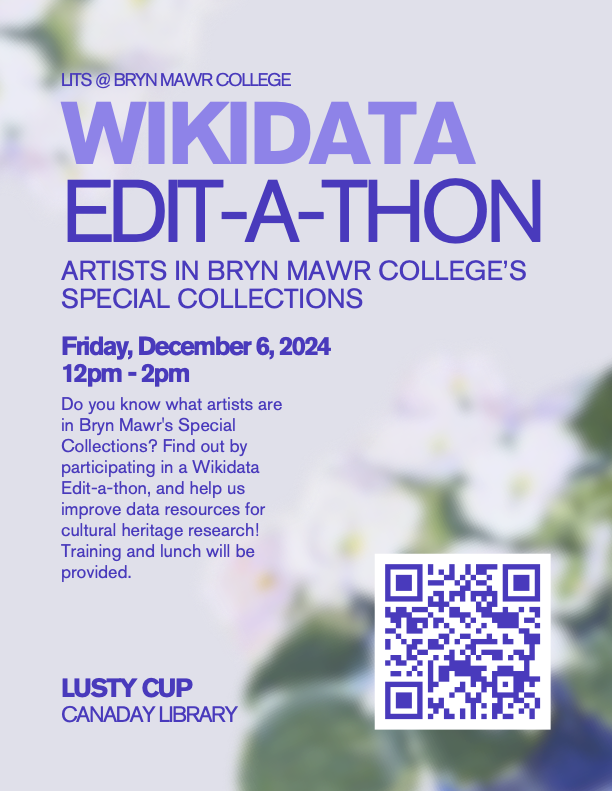 LITS @ BRYN MAWR COLLEGE
WIKIDATA
EDIT-A-THON
ARTISTS IN BRYN MAWR COLLEGE’S
SPECIAL COLLECTIONS
Friday, December 6, 2024
12pm - 2pm
Do you know what artists are
in Bryn Mawr's Special
Collections? Find out by
participating in a Wikidata
Edit-a-thon, and help us
improve data resources for
cultural heritage research!
Training and lunch will be
provided.
LUSTY CUP
CANADAY LIBRARY